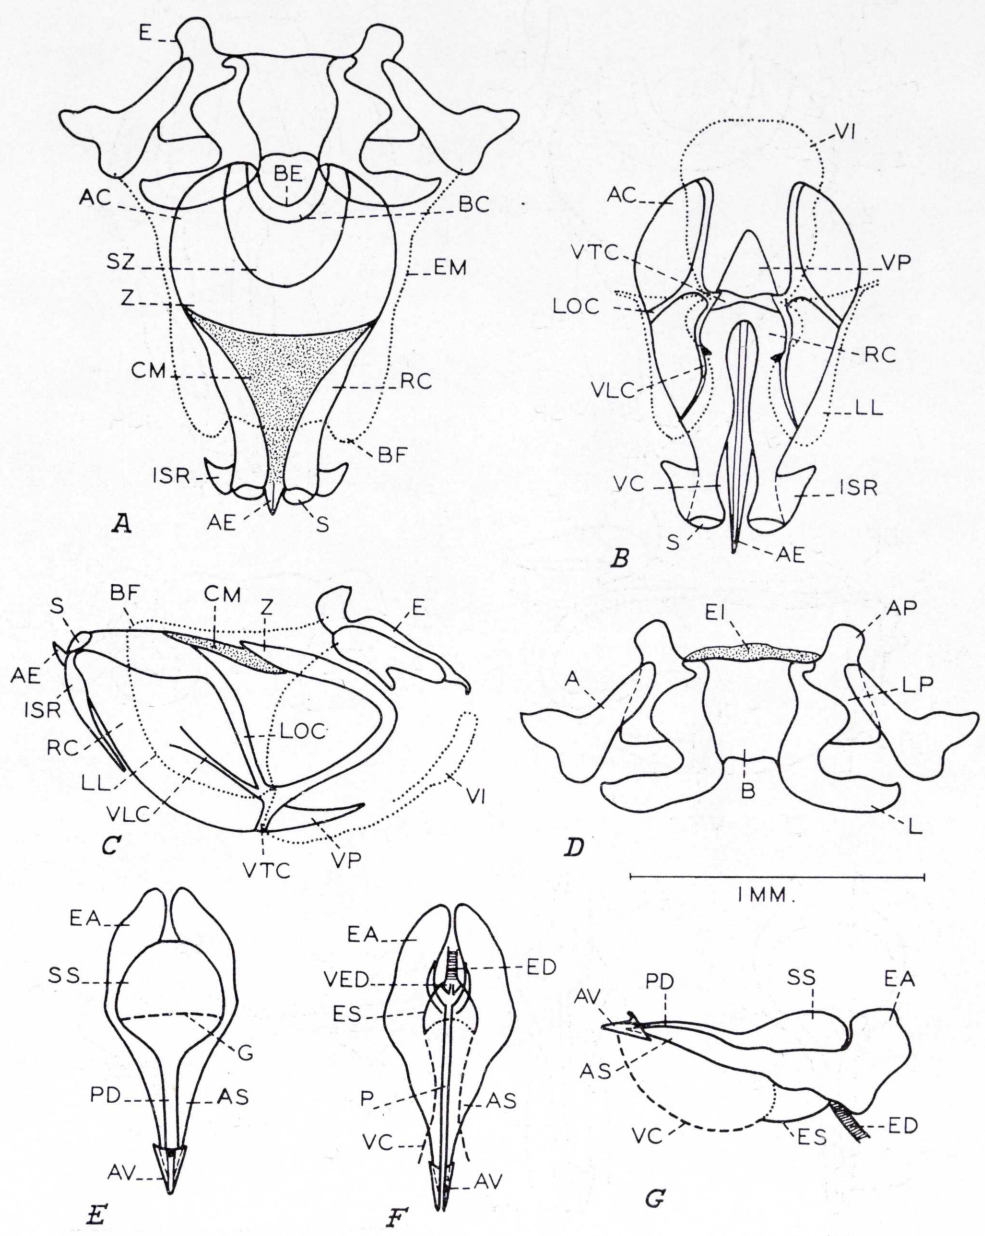 E
BE
AC
BC
SZ
EM
Z
CM
RC
BF
ISR
AE
S
A
VI
AC
VTC
VP
LOC
RC
VLC
LL
VC
ISR
S
AE
B
BF
CM
Z
E
S
AE
ISR
RC
LOC
LL
VLC
VI
VP
VTC
C
EI
AP
A
LP
B
L
D
1 MM.
EA
SS
G
PD
AS
AV
E
EA
ED
VED
ES
P
AS
VC
AV
F
AV
PD
SS
EA
AS
VC
ES
ED
G